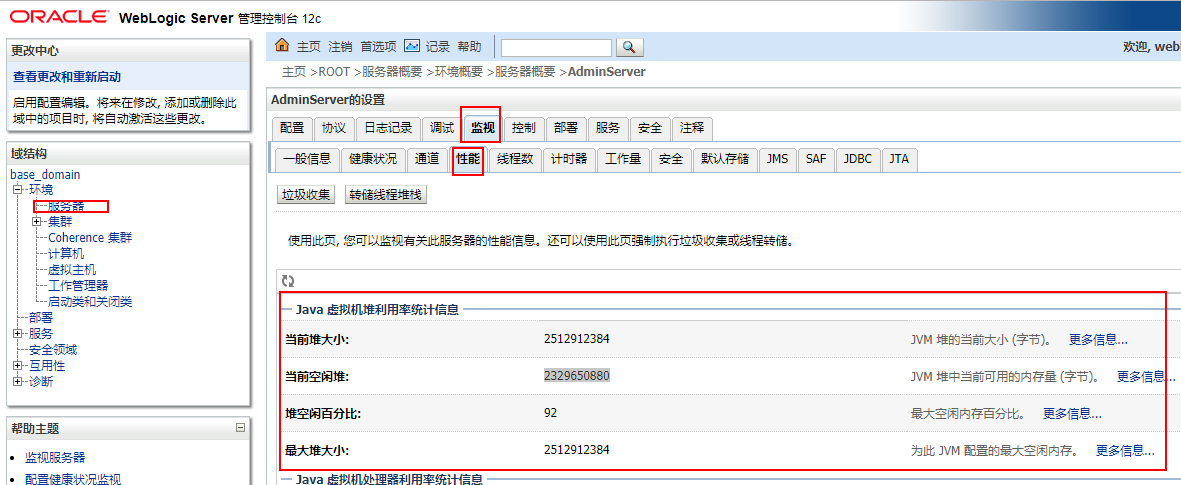 ORACLE® WebLogic Server 管理控制台 12c
更改中心
查看更改和重新启动
启用配置编辑。将来在修改, 添加或删除此
域中的项目时, 将自动激活这些更改。
域结构
base_domain
环境
服务器
集群
Coherence 集群
计算机
虚拟主机
工作管理器
启动类和关闭类
部署
服务
安全领域
互用性
诊断
帮助主题
监视服务器
配置健康状况监视
主页 注销 首选项 记录 帮助
欢迎, webl
主页 >ROOT >服务器概要 >环境概要 >服务器概要 >AdminServer
AdminServer的设置
配置 协议 日志记录 调试 监视 控制 部署 服务 安全 注释
一般信息 健康状况 通道 性能 线程数 计时器 工作量 安全 默认存储 JMS SAF JDBC JTA
垃圾收集 转储线程堆栈
使用此页, 您可以监视有关此服务器的性能信息。还可以使用此页强制执行垃圾收集或线程转储。
Java 虚拟机堆利用率统计信息
当前堆大小: 2512912384 JVM 堆的当前大小 (字节)。 更多信息...
当前空闲堆: 2329650880 JVM 堆中当前可用的内存量 (字节)。 更多信息...
堆空闲百分比: 92 最大空闲内存百分比。 更多信息...
最大堆大小: 2512912384 为此 JVM 配置的最大空闲内存。 更多信息...
Java 虚拟机处理器利用率统计信息